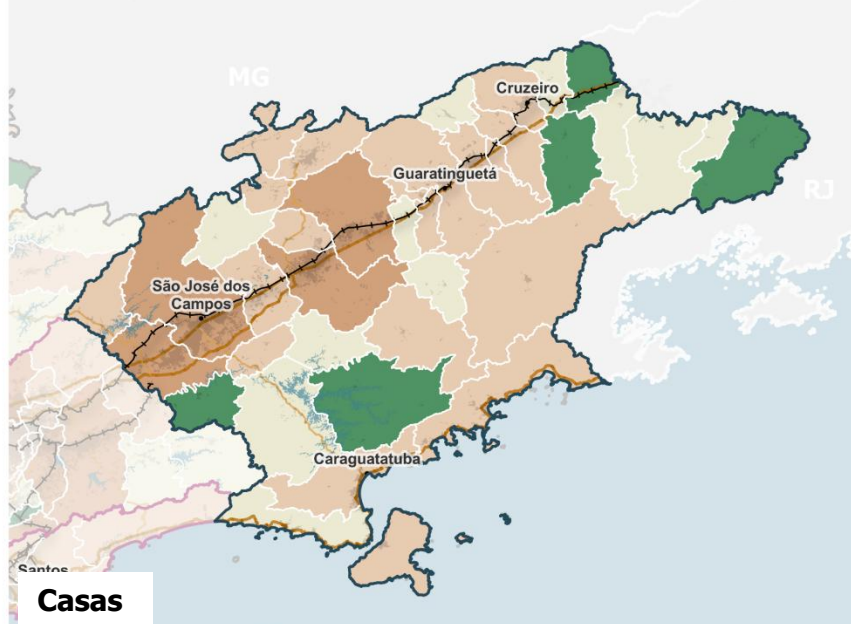 MG
Cruzeiro
Guaratinguetá
RJ
São José dos
Campos
Caraguatatuba
Santos
Casas